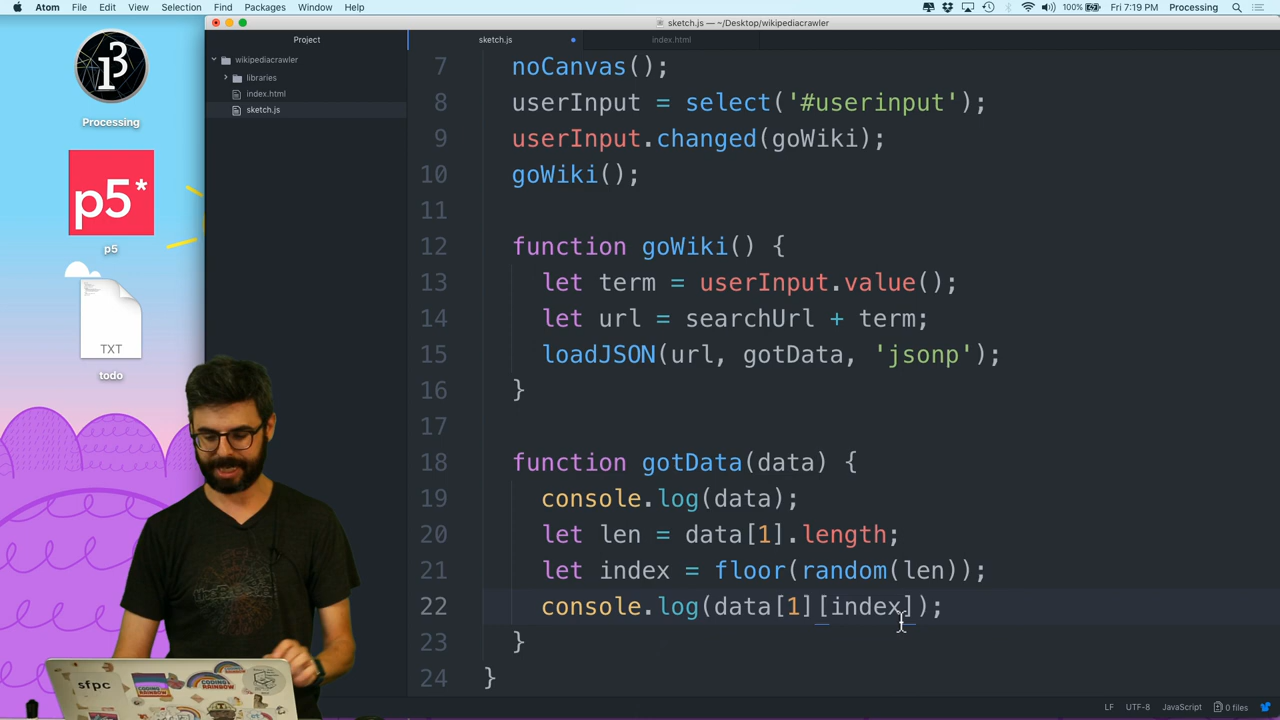 Atom File Edit View Selection Find Packages Window Help 100% Fri 7:19 PM Processing
sketch.js — ~/Desktop/wikipediacrawler
Project
sketch.js
index.html
wikipediacrawler
libraries
index.html
sketch.js
Processing
p5*
p5
TXT
todo
7 noCanvas();
8 userInput = select('#userinput');
9 userInput.changed(goWiki);
10 goWiki();
11
12 function goWiki() {
13 let term = userInput.value();
14 let url = searchUrl + term;
15 loadJSON(url, gotData, 'jsonp');
16 }
17
18 function gotData(data) {
19 console.log(data);
20 let len = data[1].length;
21 let index = floor(random(len));
22 console.log(data[1][index]);
23 }
24 }
sfpc
CODING
RAINBOW
LF UTF-8 JavaScript 0 files